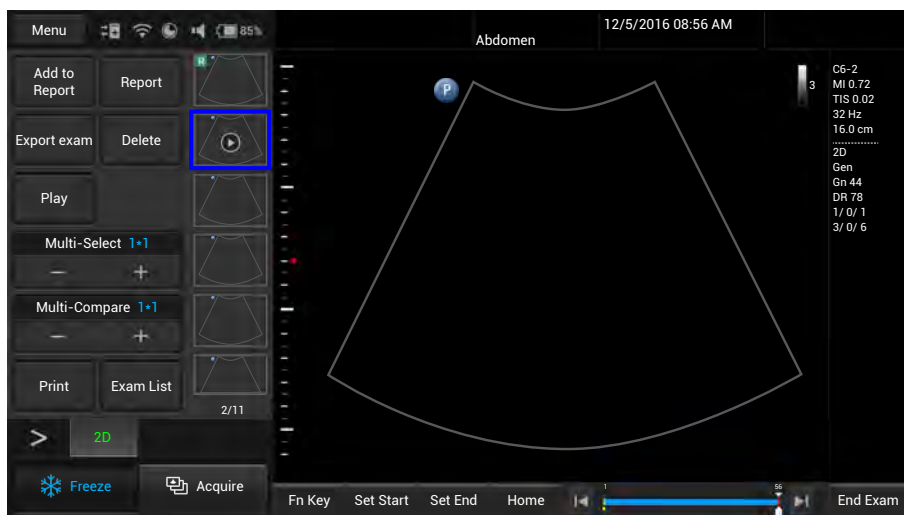 Menu
85%
Abdomen
12/5/2016 08:56 AM
Add to
Report
Report
R
Export exam
Delete
Play
Multi-Select 1*1
- +
Multi-Compare 1*1
- +
Print
Exam List
2/11
> 2D
Freeze
Acquire
P
3
C6-2
MI 0.72
TIS 0.02
32 Hz
16.0 cm
2D
Gen
Gn 44
DR 78
1/ 0/ 1
3/ 0/ 6
Fn Key
Set Start
Set End
Home
1
56
End Exam